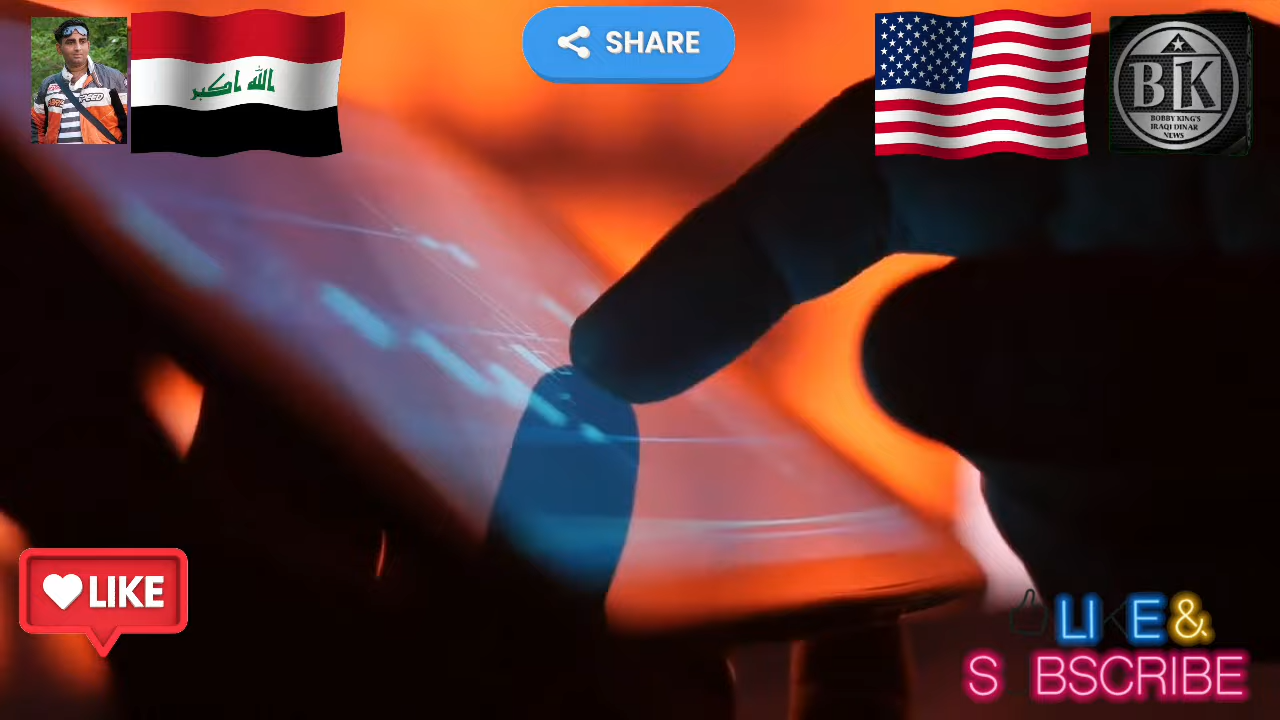 الله اكبر
SHARE
BK
BOBBY KING'S
IRAQI DINAR
NEWS
LIKE
LIKE &
S BSCRIBE